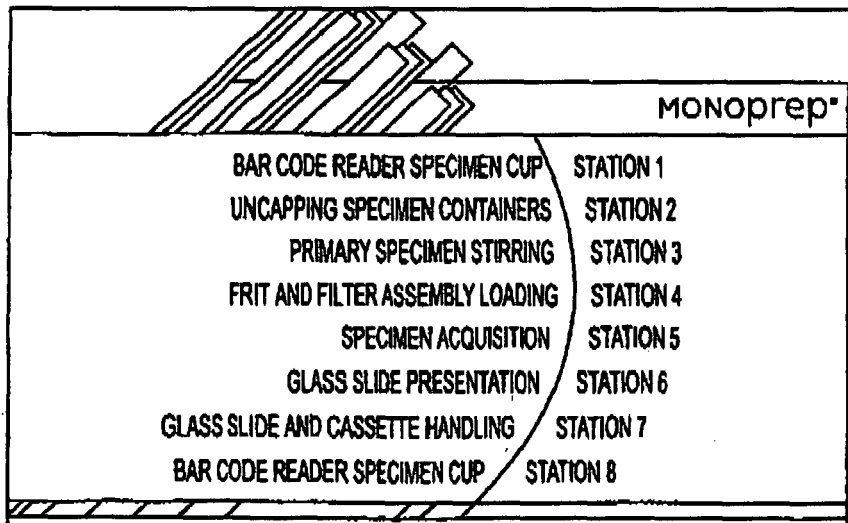 MONOprep
BAR CODE READER SPECIMEN CUP STATION 1
UNCAPPING SPECIMEN CONTAINERS STATION 2
PRIMARY SPECIMEN STIRRING STATION 3
FRIT AND FILTER ASSEMBLY LOADING STATION 4
SPECIMEN ACQUISITION STATION 5
GLASS SLIDE PRESENTATION STATION 6
GLASS SLIDE AND CASSETTE HANDLING STATION 7
BAR CODE READER SPECIMEN CUP STATION 8